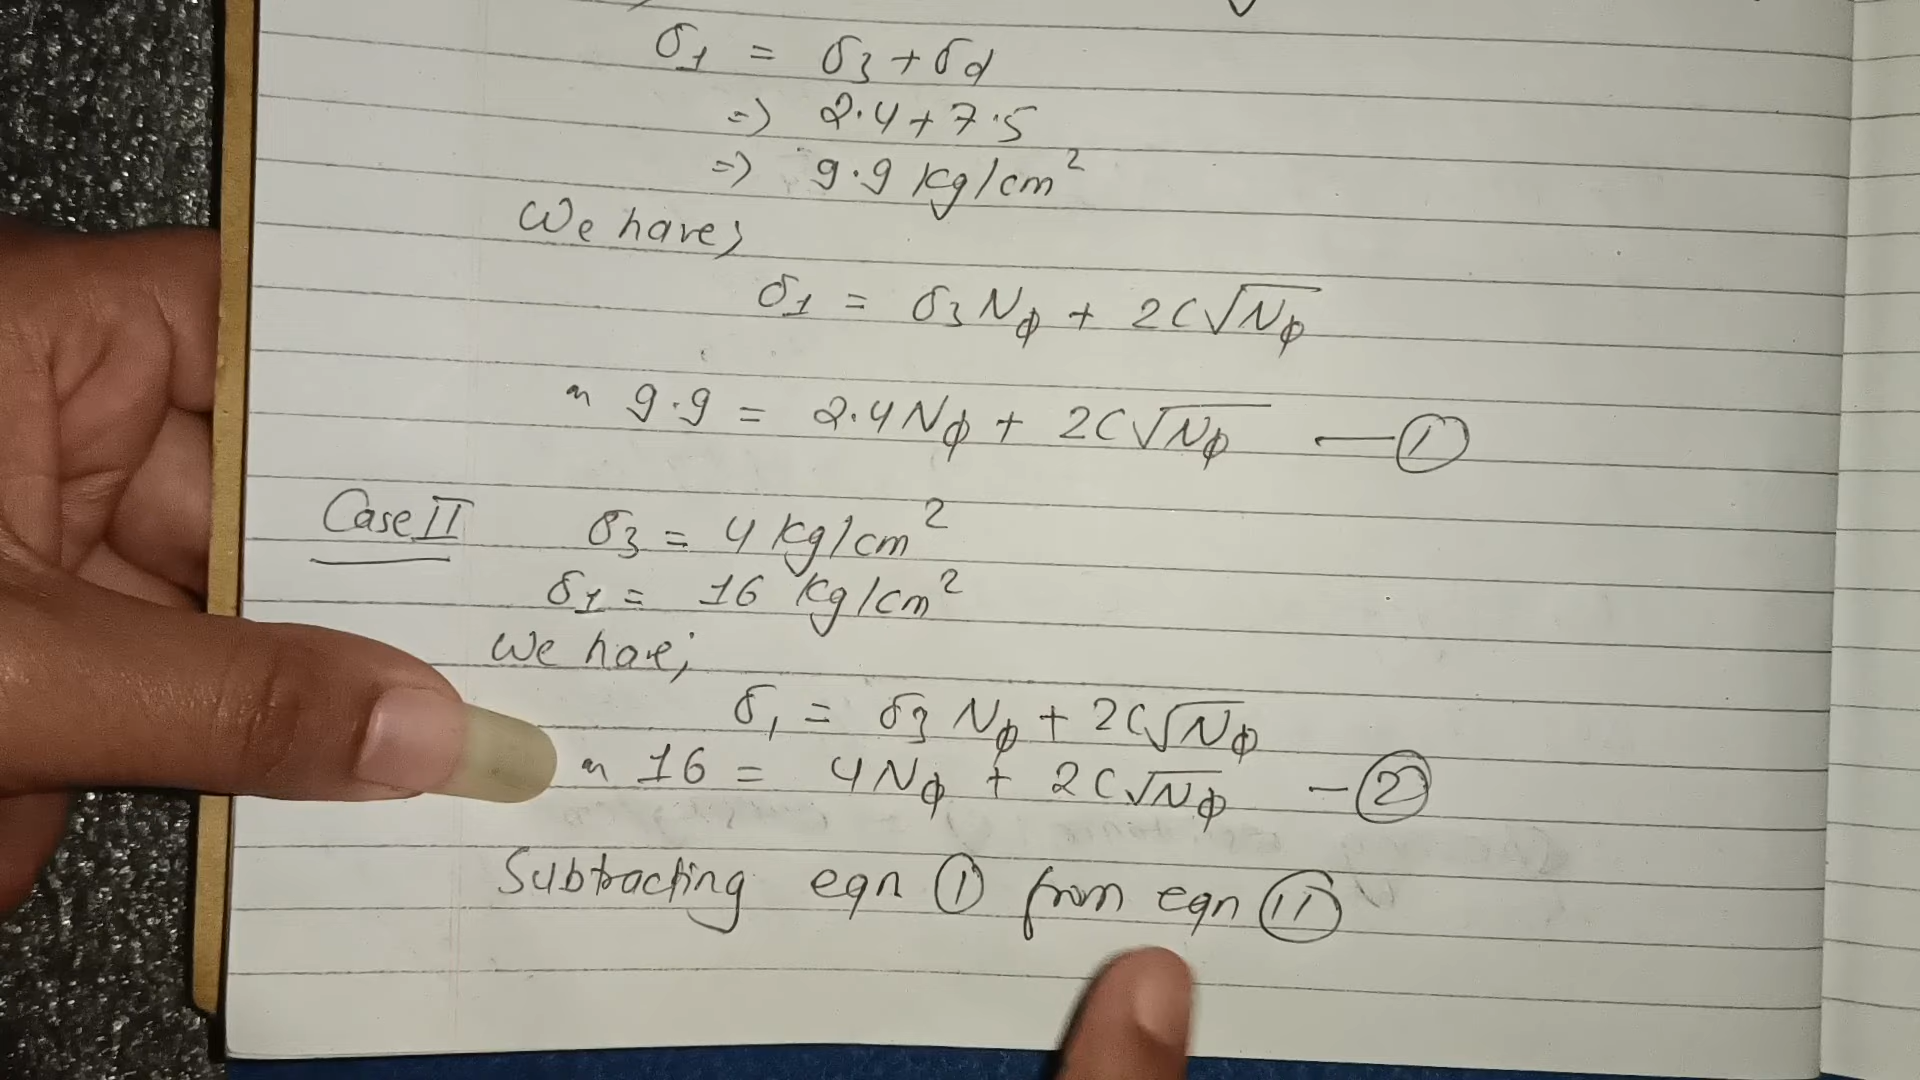 σ1 = σ3 + σd
=> 2.4 + 7.5
=> 9.9 kg/cm²
We have,
σ1 = σ3 Nφ + 2C√Nφ
or 9.9 = 2.4 Nφ + 2C√Nφ — ①
Case II σ3 = 4 kg/cm²
σ1 = 16 kg/cm²
We have;
σ1 = σ3 Nφ + 2C√Nφ
or 16 = 4 Nφ + 2C√Nφ — ②
Subtracting eqn ① from eqn Ⓘ︎Ⓘ︎